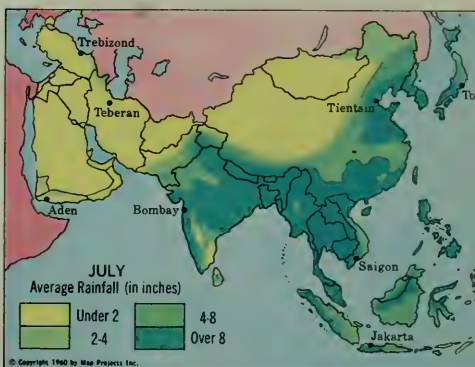 Trebizond
Teberan
Tientsin
To
Aden
Bombay
Saigon
Jakarta
JULY
Average Rainfall (in inches)
Under 2
4-8
2-4
Over 8
© Copyright 1960 by Map Projects Inc.